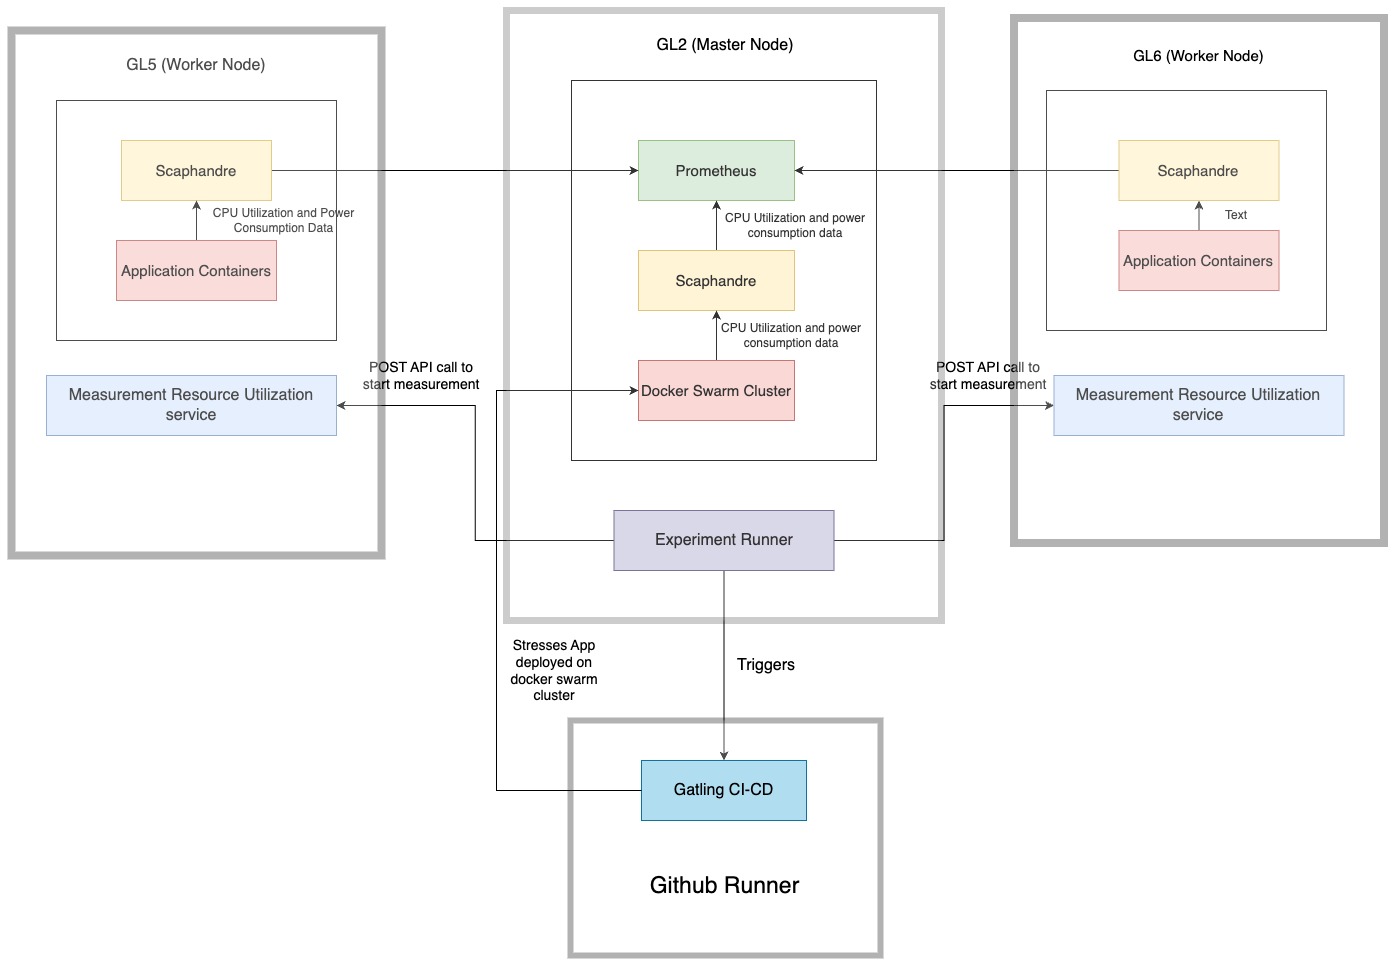 GL5 (Worker Node)
Scaphandre
CPU Utilization and Power
Consumption Data
Application Containers
Measurement Resource Utilization
service
POST API call to
start measurement
GL2 (Master Node)
Prometheus
CPU Utilization and power
consumption data
Scaphandre
CPU Utilization and power
consumption data
Docker Swarm Cluster
Experiment Runner
GL6 (Worker Node)
Scaphandre
Text
Application Containers
POST API call to
start measurement
Measurement Resource Utilization
service
Stresses App
deployed on
docker swarm
cluster
Triggers
Gatling CI-CD
Github Runner